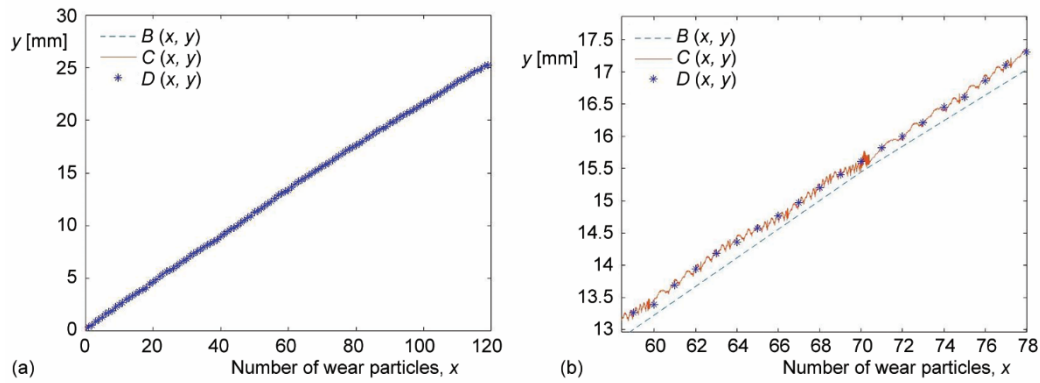 30
y [mm]
25
20
15
10
5
0
B (x, y)
C (x, y)
D (x, y)
0 20 40 60 80 100 120
(a) Number of wear particles, x
17.5
y [mm]
17
16.5
16
15.5
15
14.5
14
13.5
13
B (x, y)
C (x, y)
D (x, y)
60 62 64 66 68 70 72 74 76 78
(b) Number of wear particles, x